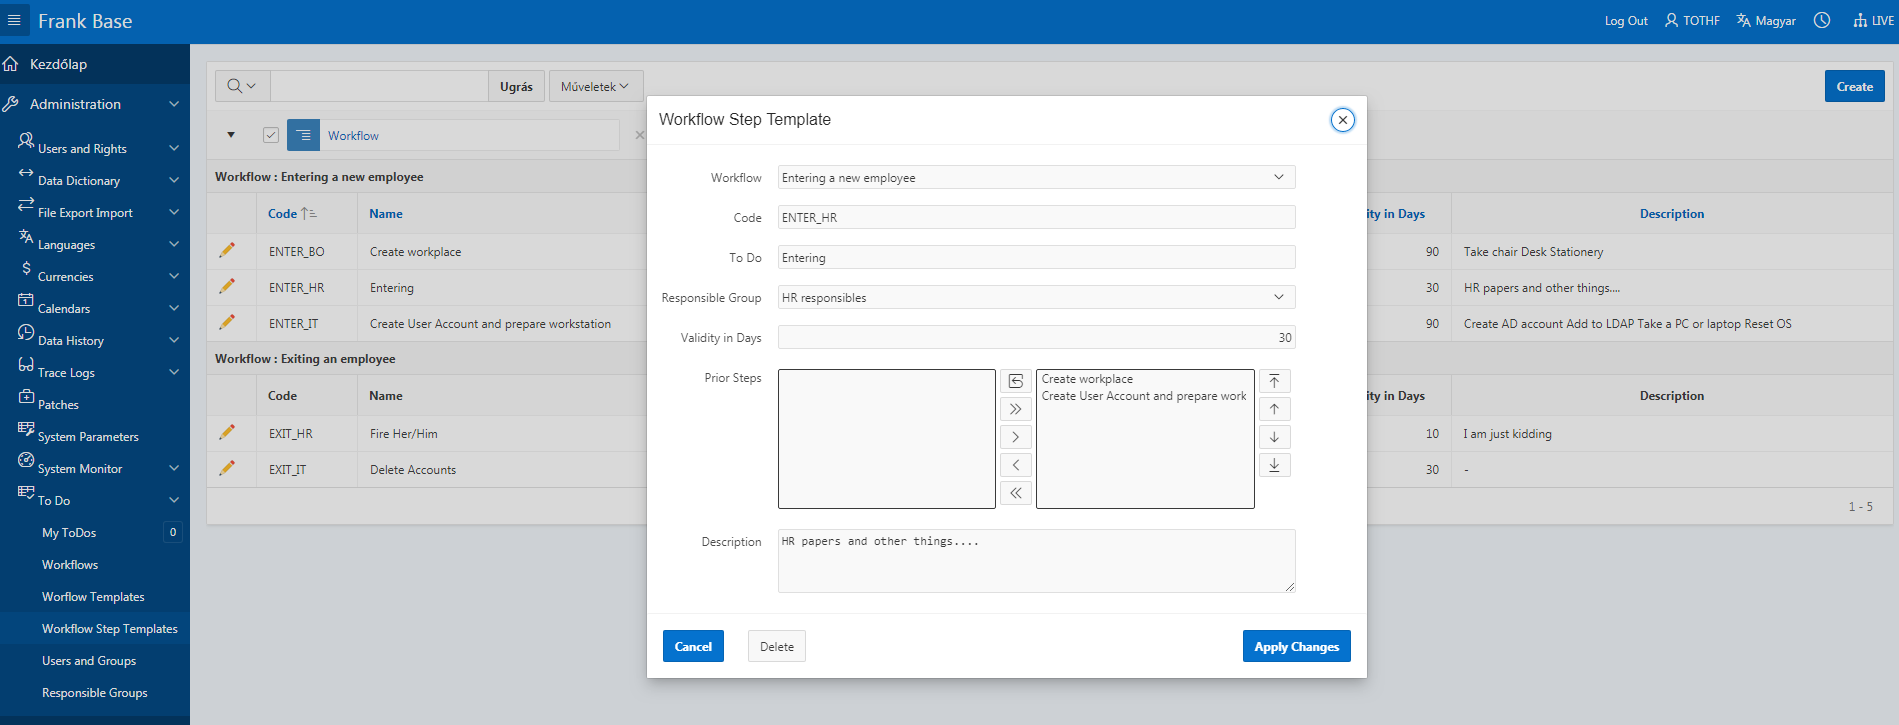 Frank Base
Log Out TOTHF Magyar LIVE
Kezdőlap
Administration
Users and Rights
Data Dictionary
File Export Import
Languages
Currencies
Calendars
Data History
Trace Logs
Patches
System Parameters
System Monitor
To Do
My ToDos 0
Workflows
Worflow Templates
Workflow Step Templates
Users and Groups
Responsible Groups
Ugrás Műveletek Create
Workflow
Workflow : Entering a new employee
Code Name ity in Days Description
ENTER_BO Create workplace 90 Take chair Desk Stationery
ENTER_HR Entering 30 HR papers and other things....
ENTER_IT Create User Account and prepare workstation 90 Create AD account Add to LDAP Take a PC or laptop Reset OS
Workflow : Exiting an employee
Code Name ity in Days Description
EXIT_HR Fire Her/Him 10 I am just kidding
EXIT_IT Delete Accounts 30 -
1 - 5
Workflow Step Template
Workflow Entering a new employee
Code ENTER_HR
To Do Entering
Responsible Group HR responsibles
Validity in Days 30
Prior Steps Create workplace
Create User Account and prepare work
Description HR papers and other things....
Cancel Delete Apply Changes